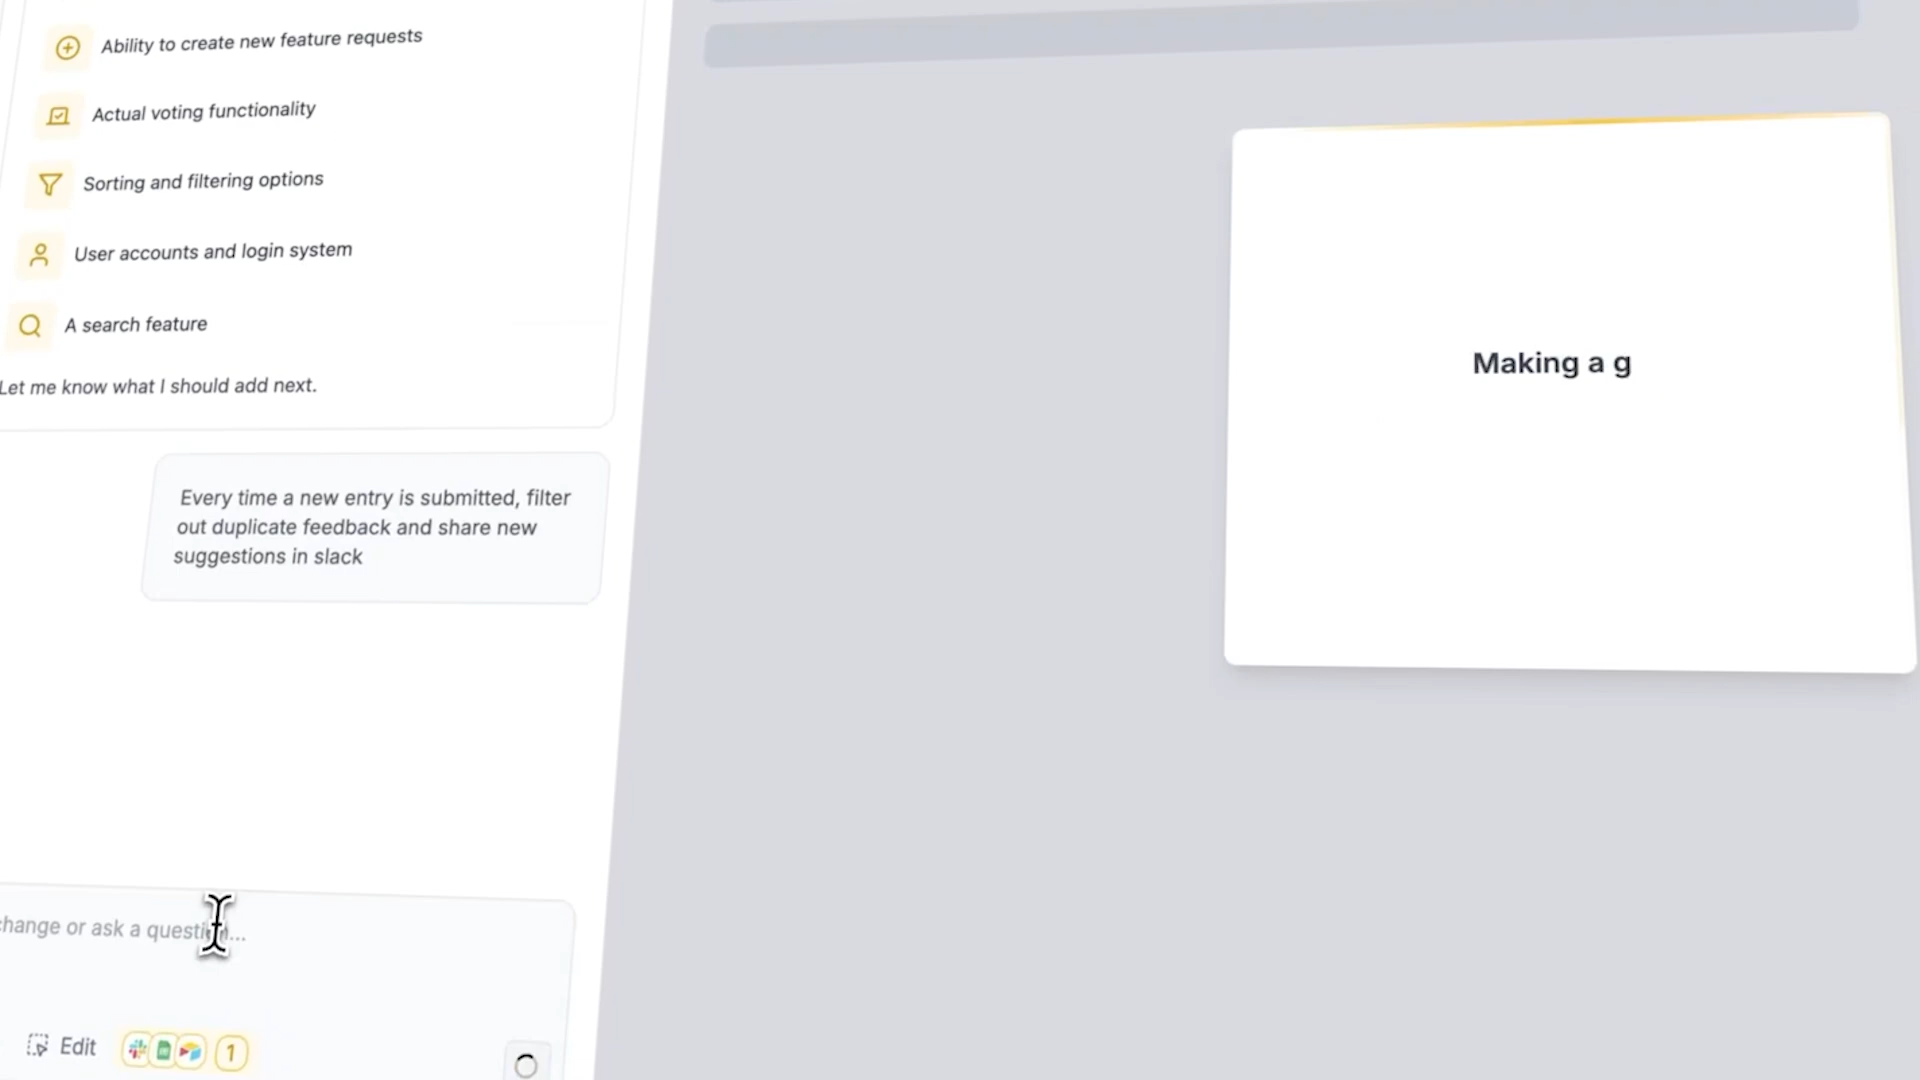 Ability to create new feature requests
Actual voting functionality
Sorting and filtering options
User accounts and login system
A search feature
Let me know what I should add next.
Every time a new entry is submitted, filter
out duplicate feedback and share new
suggestions in slack
Making a g
change or ask a question...
Edit
1